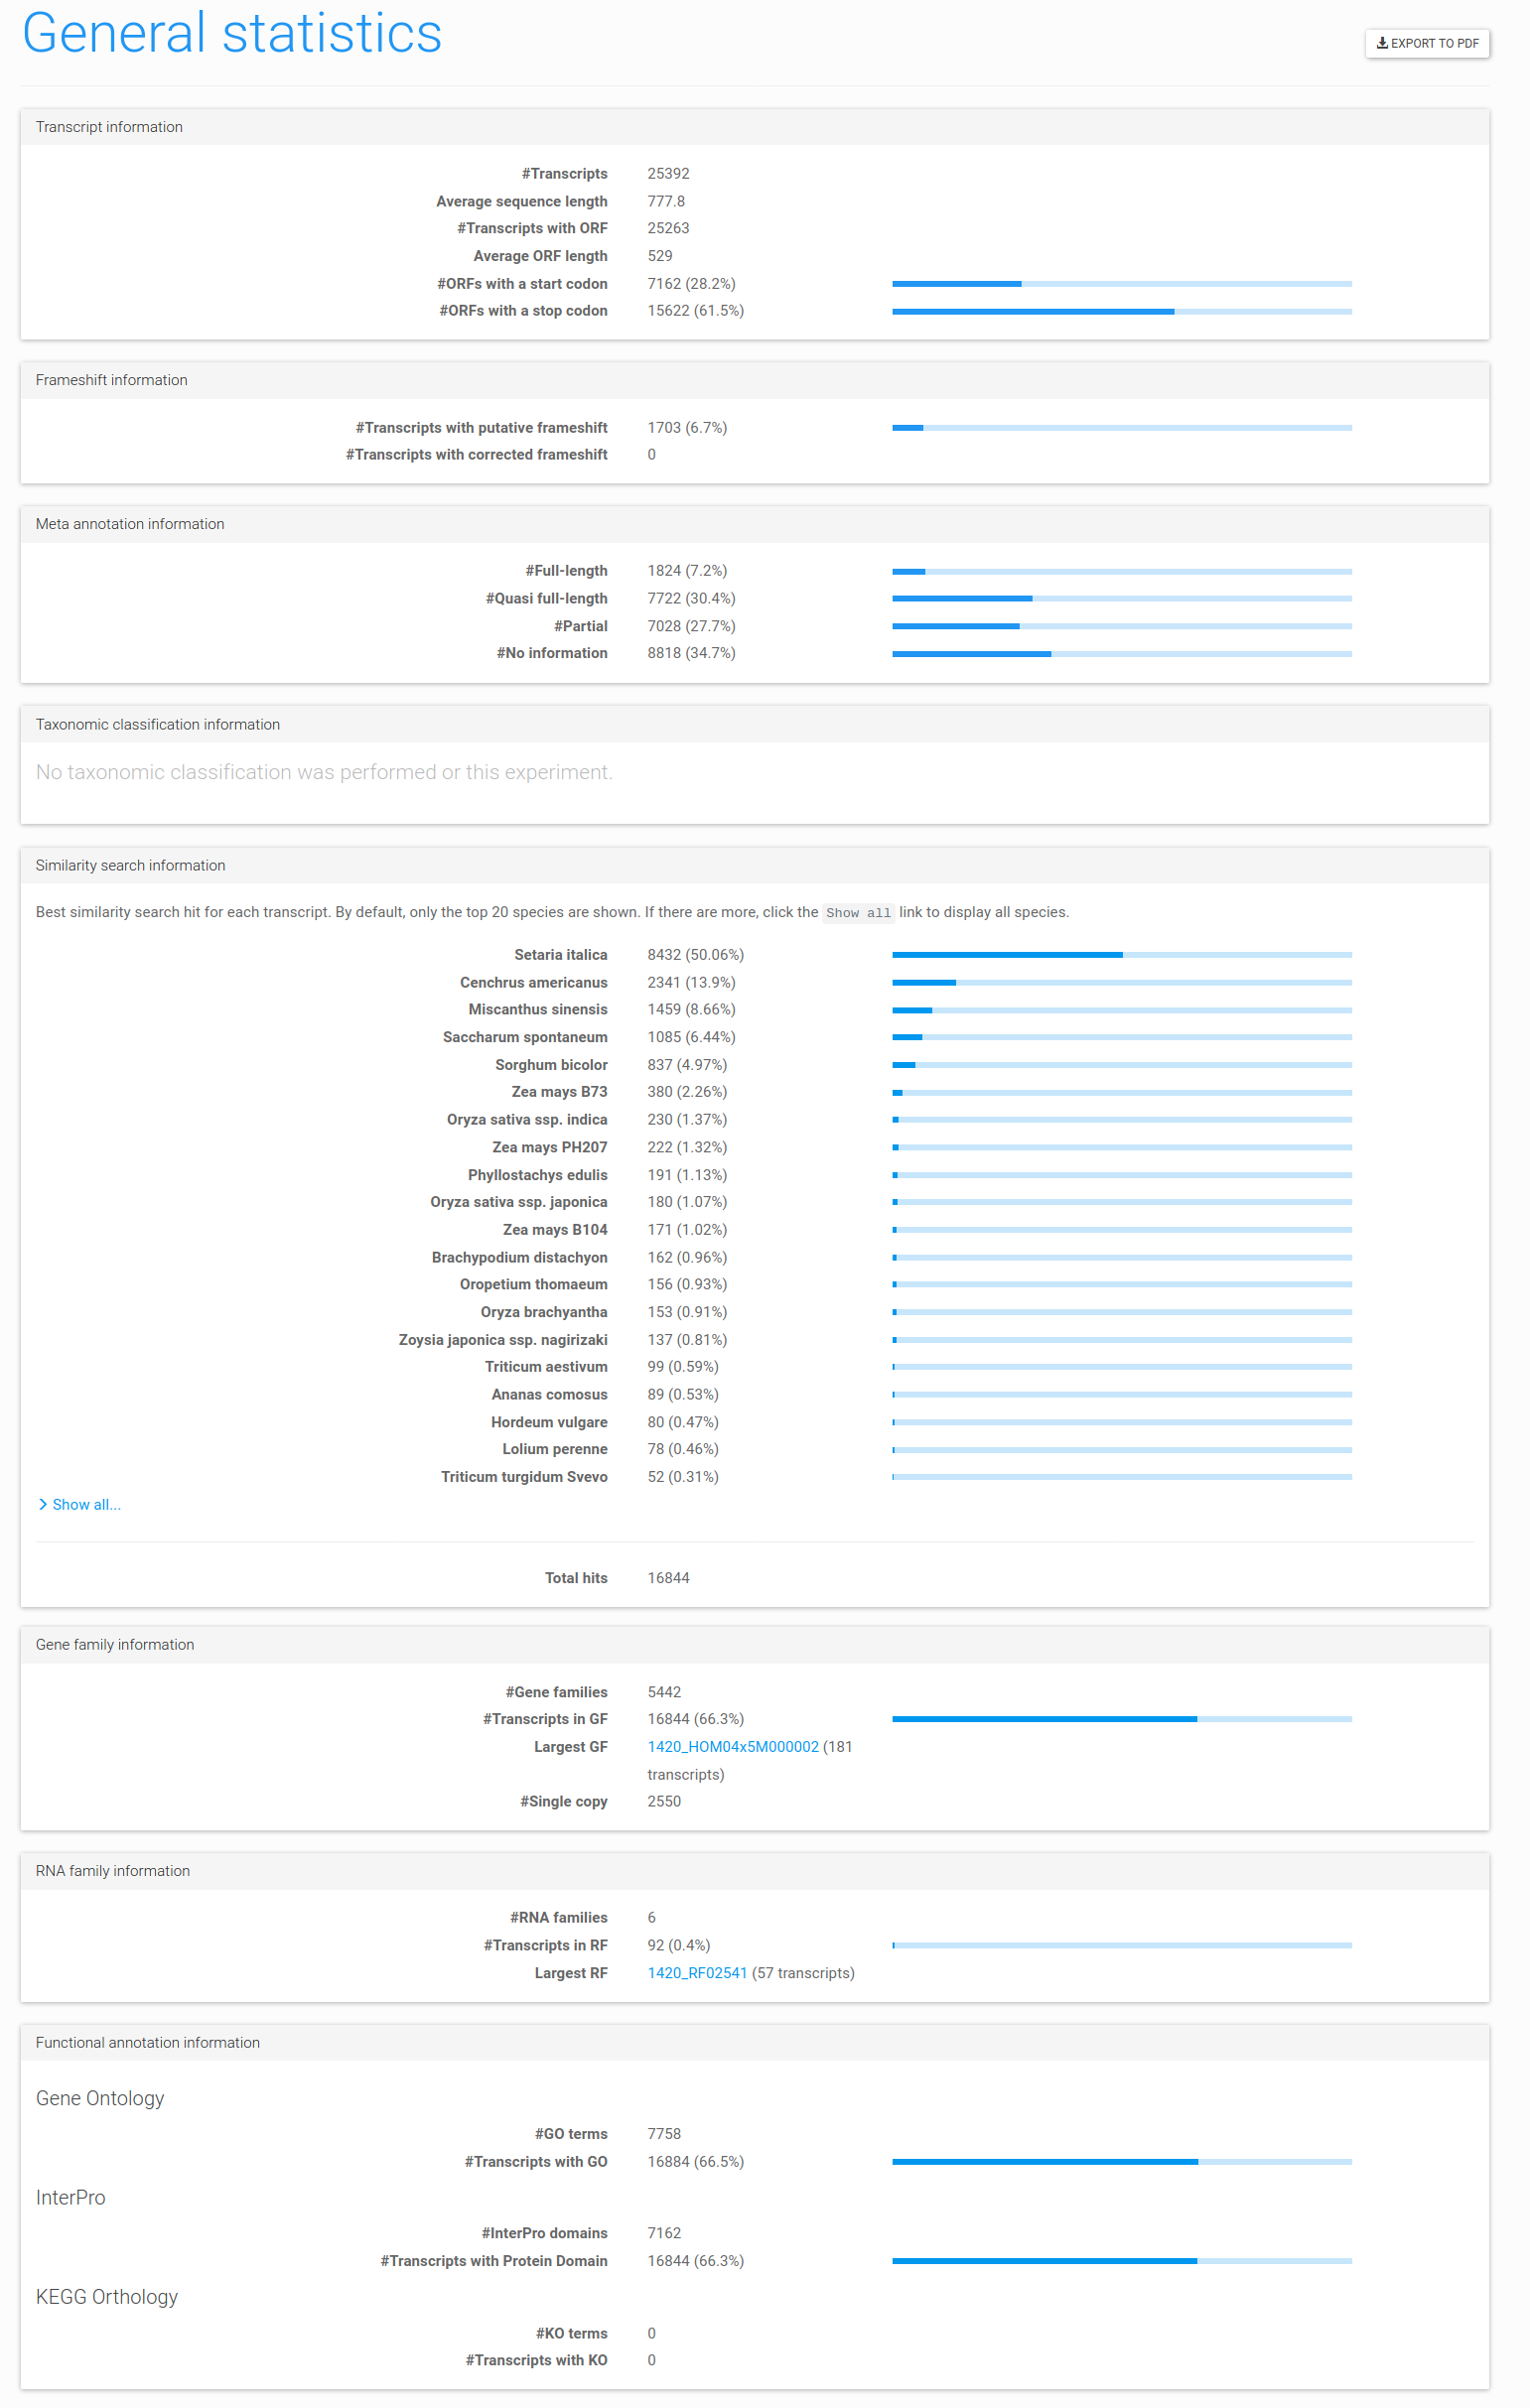 General statistics
EXPORT TO PDF
Transcript information
#Transcripts 25392
Average sequence length 777.8
#Transcripts with ORF 25263
Average ORF length 529
#ORFs with a start codon 7162 (28.2%)
#ORFs with a stop codon 15622 (61.5%)
Frameshift information
#Transcripts with putative frameshift 1703 (6.7%)
#Transcripts with corrected frameshift 0
Meta annotation information
#Full-length 1824 (7.2%)
#Quasi full-length 7722 (30.4%)
#Partial 7028 (27.7%)
#No information 8818 (34.7%)
Taxonomic classification information
No taxonomic classification was performed or this experiment.
Similarity search information
Best similarity search hit for each transcript. By default, only the top 20 species are shown. If there are more, click the Show all link to display all species.
Setaria italica 8432 (50.06%)
Cenchrus americanus 2341 (13.9%)
Miscanthus sinensis 1459 (8.66%)
Saccharum spontaneum 1085 (6.44%)
Sorghum bicolor 837 (4.97%)
Zea mays B73 380 (2.26%)
Oryza sativa ssp. indica 230 (1.37%)
Zea mays PH207 222 (1.32%)
Phyllostachys edulis 191 (1.13%)
Oryza sativa ssp. japonica 180 (1.07%)
Zea mays B104 171 (1.02%)
Brachypodium distachyon 162 (0.96%)
Oropetium thomaeum 156 (0.93%)
Oryza brachyantha 153 (0.91%)
Zoysia japonica ssp. nagirizaki 137 (0.81%)
Triticum aestivum 99 (0.59%)
Ananas comosus 89 (0.53%)
Hordeum vulgare 80 (0.47%)
Lolium perenne 78 (0.46%)
Triticum turgidum Svevo 52 (0.31%)
Show all...
Total hits 16844
Gene family information
#Gene families 5442
#Transcripts in GF 16844 (66.3%)
Largest GF 1420_HOM04x5M000002 (181
transcripts)
#Single copy 2550
RNA family information
#RNA families 6
#Transcripts in RF 92 (0.4%)
Largest RF 1420_RF02541 (57 transcripts)
Functional annotation information
Gene Ontology
#GO terms 7758
#Transcripts with GO 16884 (66.5%)
InterPro
#InterPro domains 7162
#Transcripts with Protein Domain 16844 (66.3%)
KEGG Orthology
#KO terms 0
#Transcripts with KO 0